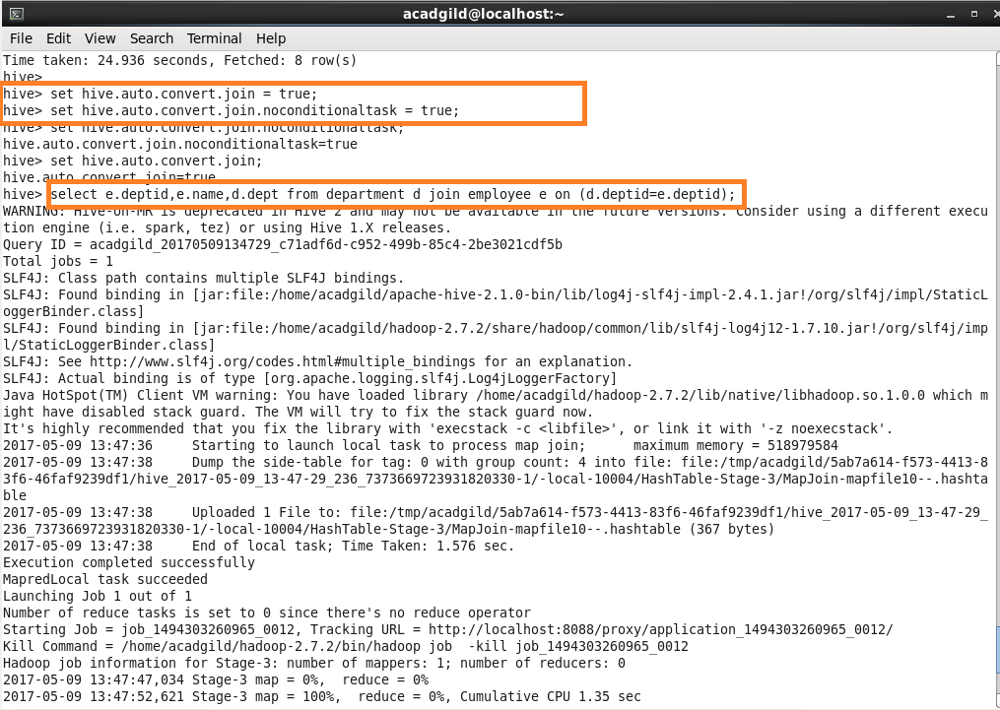 acadgild@localhost:~
File Edit View Search Terminal Help
Time taken: 24.936 seconds, Fetched: 8 row(s)
hive>
hive> set hive.auto.convert.join = true;
hive> set hive.auto.convert.join.noconditionaltask = true;
hive> set hive.auto.convert.join.noconditionaltask;
hive.auto.convert.join.noconditionaltask=true
hive> set hive.auto.convert.join;
hive.auto.convert.join=true
hive> select e.deptid,e.name,d.dept from department d join employee e on (d.deptid=e.deptid);
WARNING: Hive-on-MR is deprecated in Hive 2 and may not be available in the future versions. Consider using a different execu
tion engine (i.e. spark, tez) or using Hive 1.X releases.
Query ID = acadgild_20170509134729_c71adf6d-c952-499b-85c4-2be3021cdf5b
Total jobs = 1
SLF4J: Class path contains multiple SLF4J bindings.
SLF4J: Found binding in [jar:file:/home/acadgild/apache-hive-2.1.0-bin/lib/log4j-slf4j-impl-2.4.1.jar!/org/slf4j/impl/StaticL
oggerBinder.class]
SLF4J: Found binding in [jar:file:/home/acadgild/hadoop-2.7.2/share/hadoop/common/lib/slf4j-log4j12-1.7.10.jar!/org/slf4j/imp
l/StaticLoggerBinder.class]
SLF4J: See http://www.slf4j.org/codes.html#multiple_bindings for an explanation.
SLF4J: Actual binding is of type [org.apache.logging.slf4j.Log4jLoggerFactory]
Java HotSpot(TM) Client VM warning: You have loaded library /home/acadgild/hadoop-2.7.2/lib/native/libhadoop.so.1.0.0 which m
ight have disabled stack guard. The VM will try to fix the stack guard now.
It's highly recommended that you fix the library with 'execstack -c <libfile>', or link it with '-z noexecstack'.
2017-05-09 13:47:36 Starting to launch local task to process map join; maximum memory = 518979584
2017-05-09 13:47:38 Dump the side-table for tag: 0 with group count: 4 into file: file:/tmp/acadgild/5ab7a614-f573-4413-8
3f6-46faf9239df1/hive_2017-05-09_13-47-29_236_7373669723931820330-1/-local-10004/HashTable-Stage-3/MapJoin-mapfile10--.hashta
ble
2017-05-09 13:47:38 Uploaded 1 File to: file:/tmp/acadgild/5ab7a614-f573-4413-83f6-46faf9239df1/hive_2017-05-09_13-47-29_
236_7373669723931820330-1/-local-10004/HashTable-Stage-3/MapJoin-mapfile10--.hashtable (367 bytes)
2017-05-09 13:47:38 End of local task; Time Taken: 1.576 sec.
Execution completed successfully
MapredLocal task succeeded
Launching Job 1 out of 1
Number of reduce tasks is set to 0 since there's no reduce operator
Starting Job = job_1494303260965_0012, Tracking URL = http://localhost:8088/proxy/application_1494303260965_0012/
Kill Command = /home/acadgild/hadoop-2.7.2/bin/hadoop job  -kill job_1494303260965_0012
Hadoop job information for Stage-3: number of mappers: 1; number of reducers: 0
2017-05-09 13:47:47,034 Stage-3 map = 0%,  reduce = 0%
2017-05-09 13:47:52,621 Stage-3 map = 100%,  reduce = 0%, Cumulative CPU 1.35 sec